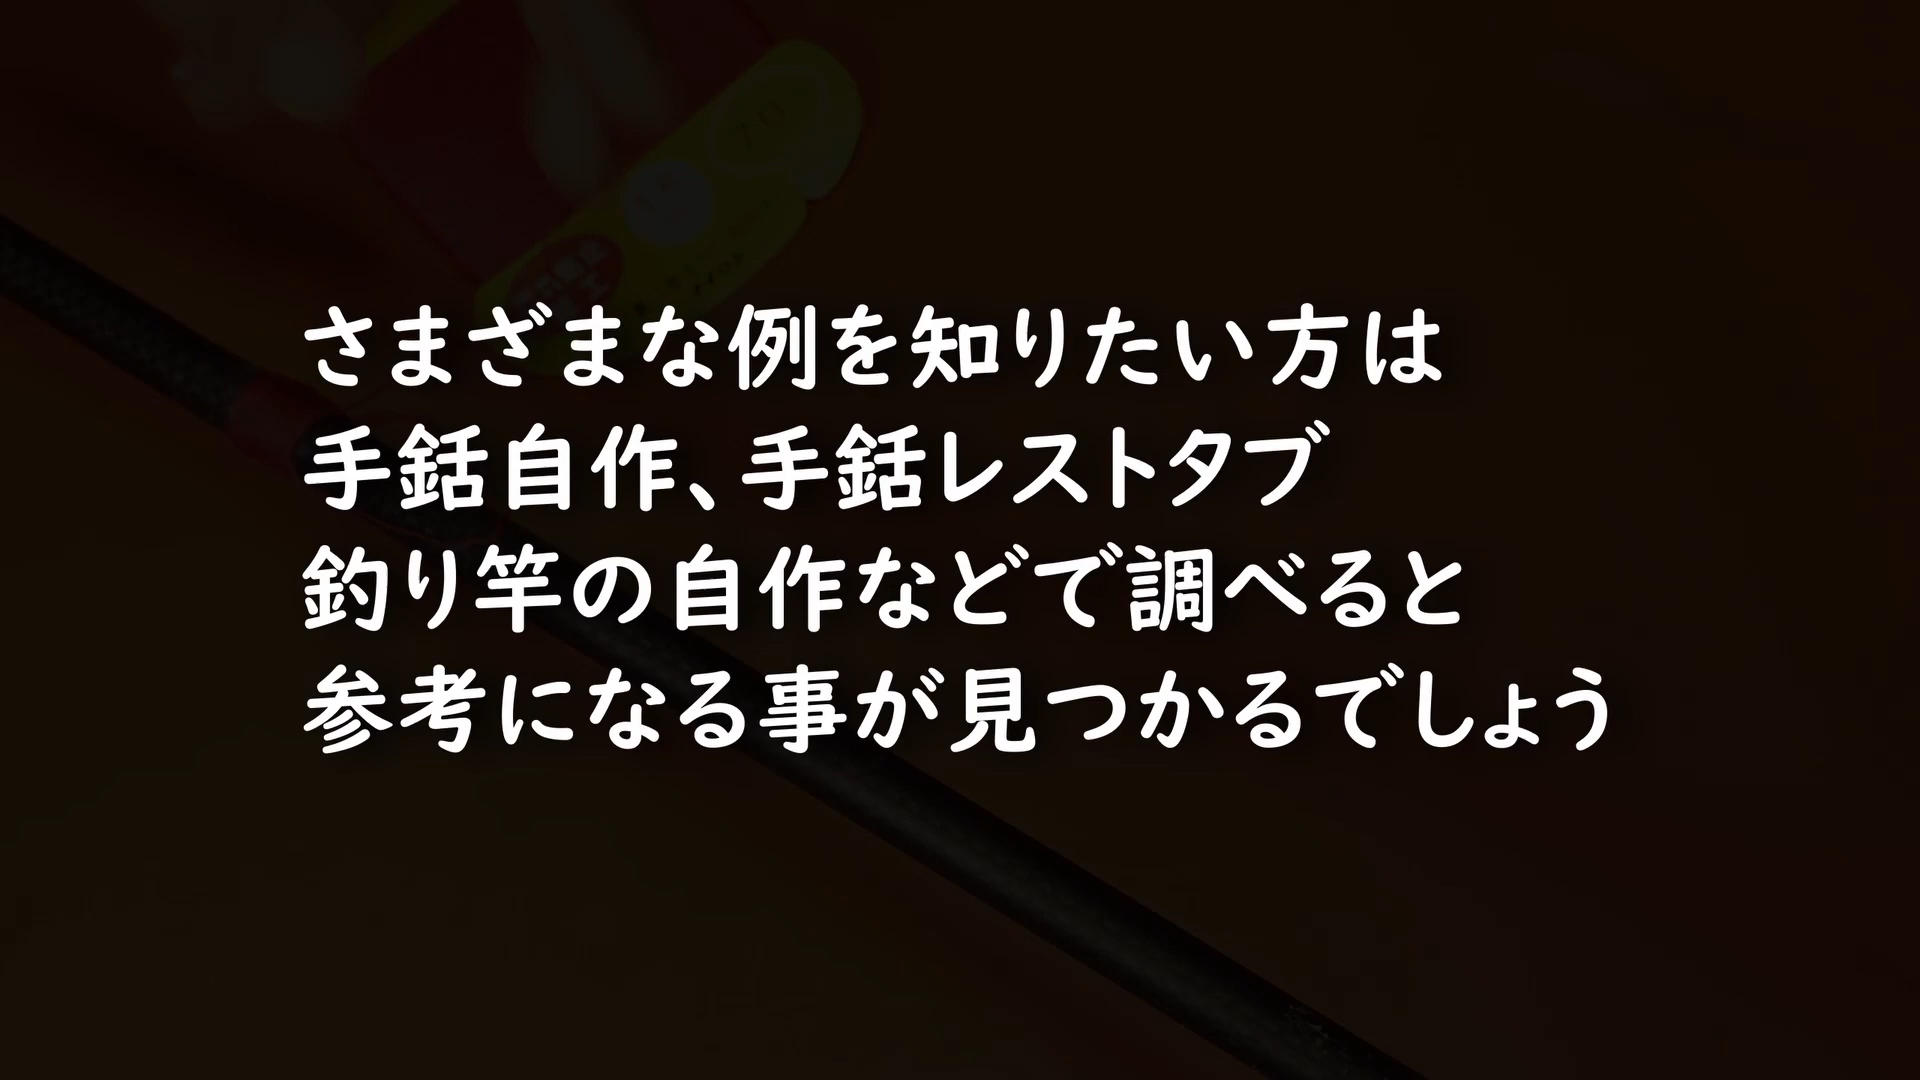 さまざまな例を知りたい方は
手銛自作、手銛レストタブ
釣り竿の自作などで調べると
参考になる事が見つかるでしょう